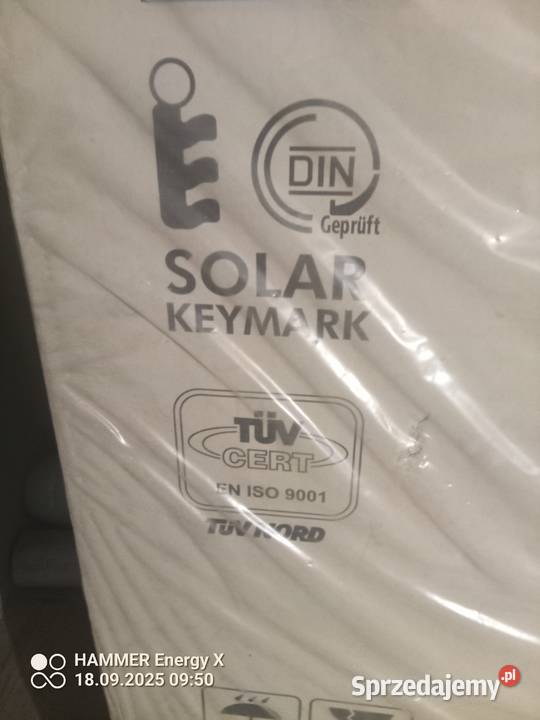 DIN
Geprüft
SOLAR
KEYMARK
TÜV
CERT
EN ISO 9001
TÜV NORD
HAMMER Energy X
18.09.2025 09:50
Sprzedajemy.pl